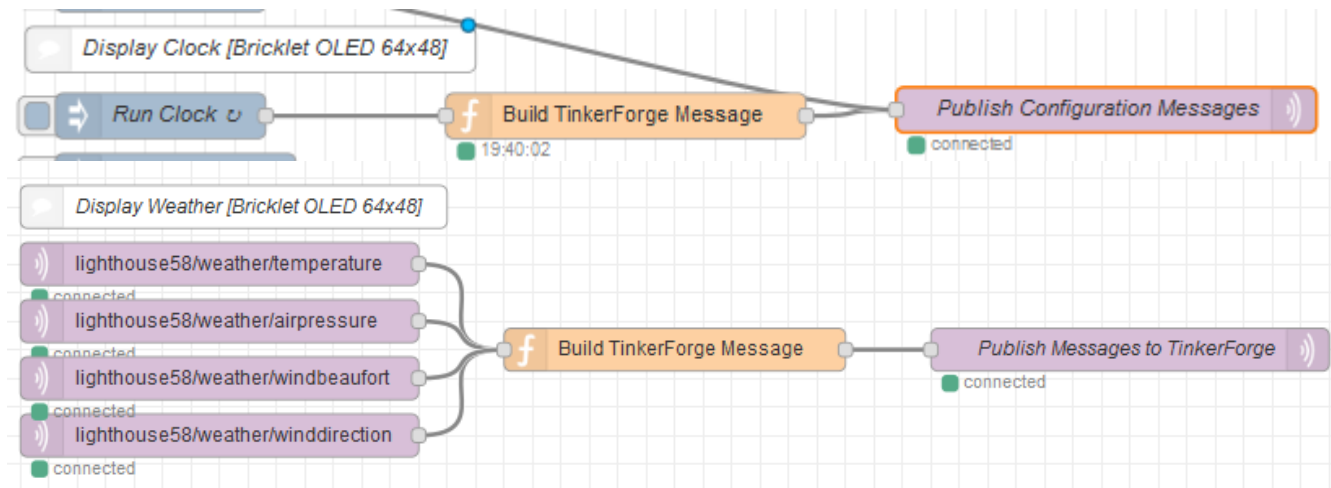 Display Clock [Bricklet OLED 64x48]
Run Clock ↻
Build TinkerForge Message
Publish Configuration Messages
19:40:02
connected
Display Weather [Bricklet OLED 64x48]
lighthouse58/weather/temperature
connected
lighthouse58/weather/airpressure
connected
lighthouse58/weather/windbeaufort
connected
lighthouse58/weather/winddirection
connected
Build TinkerForge Message
Publish Messages to TinkerForge
connected